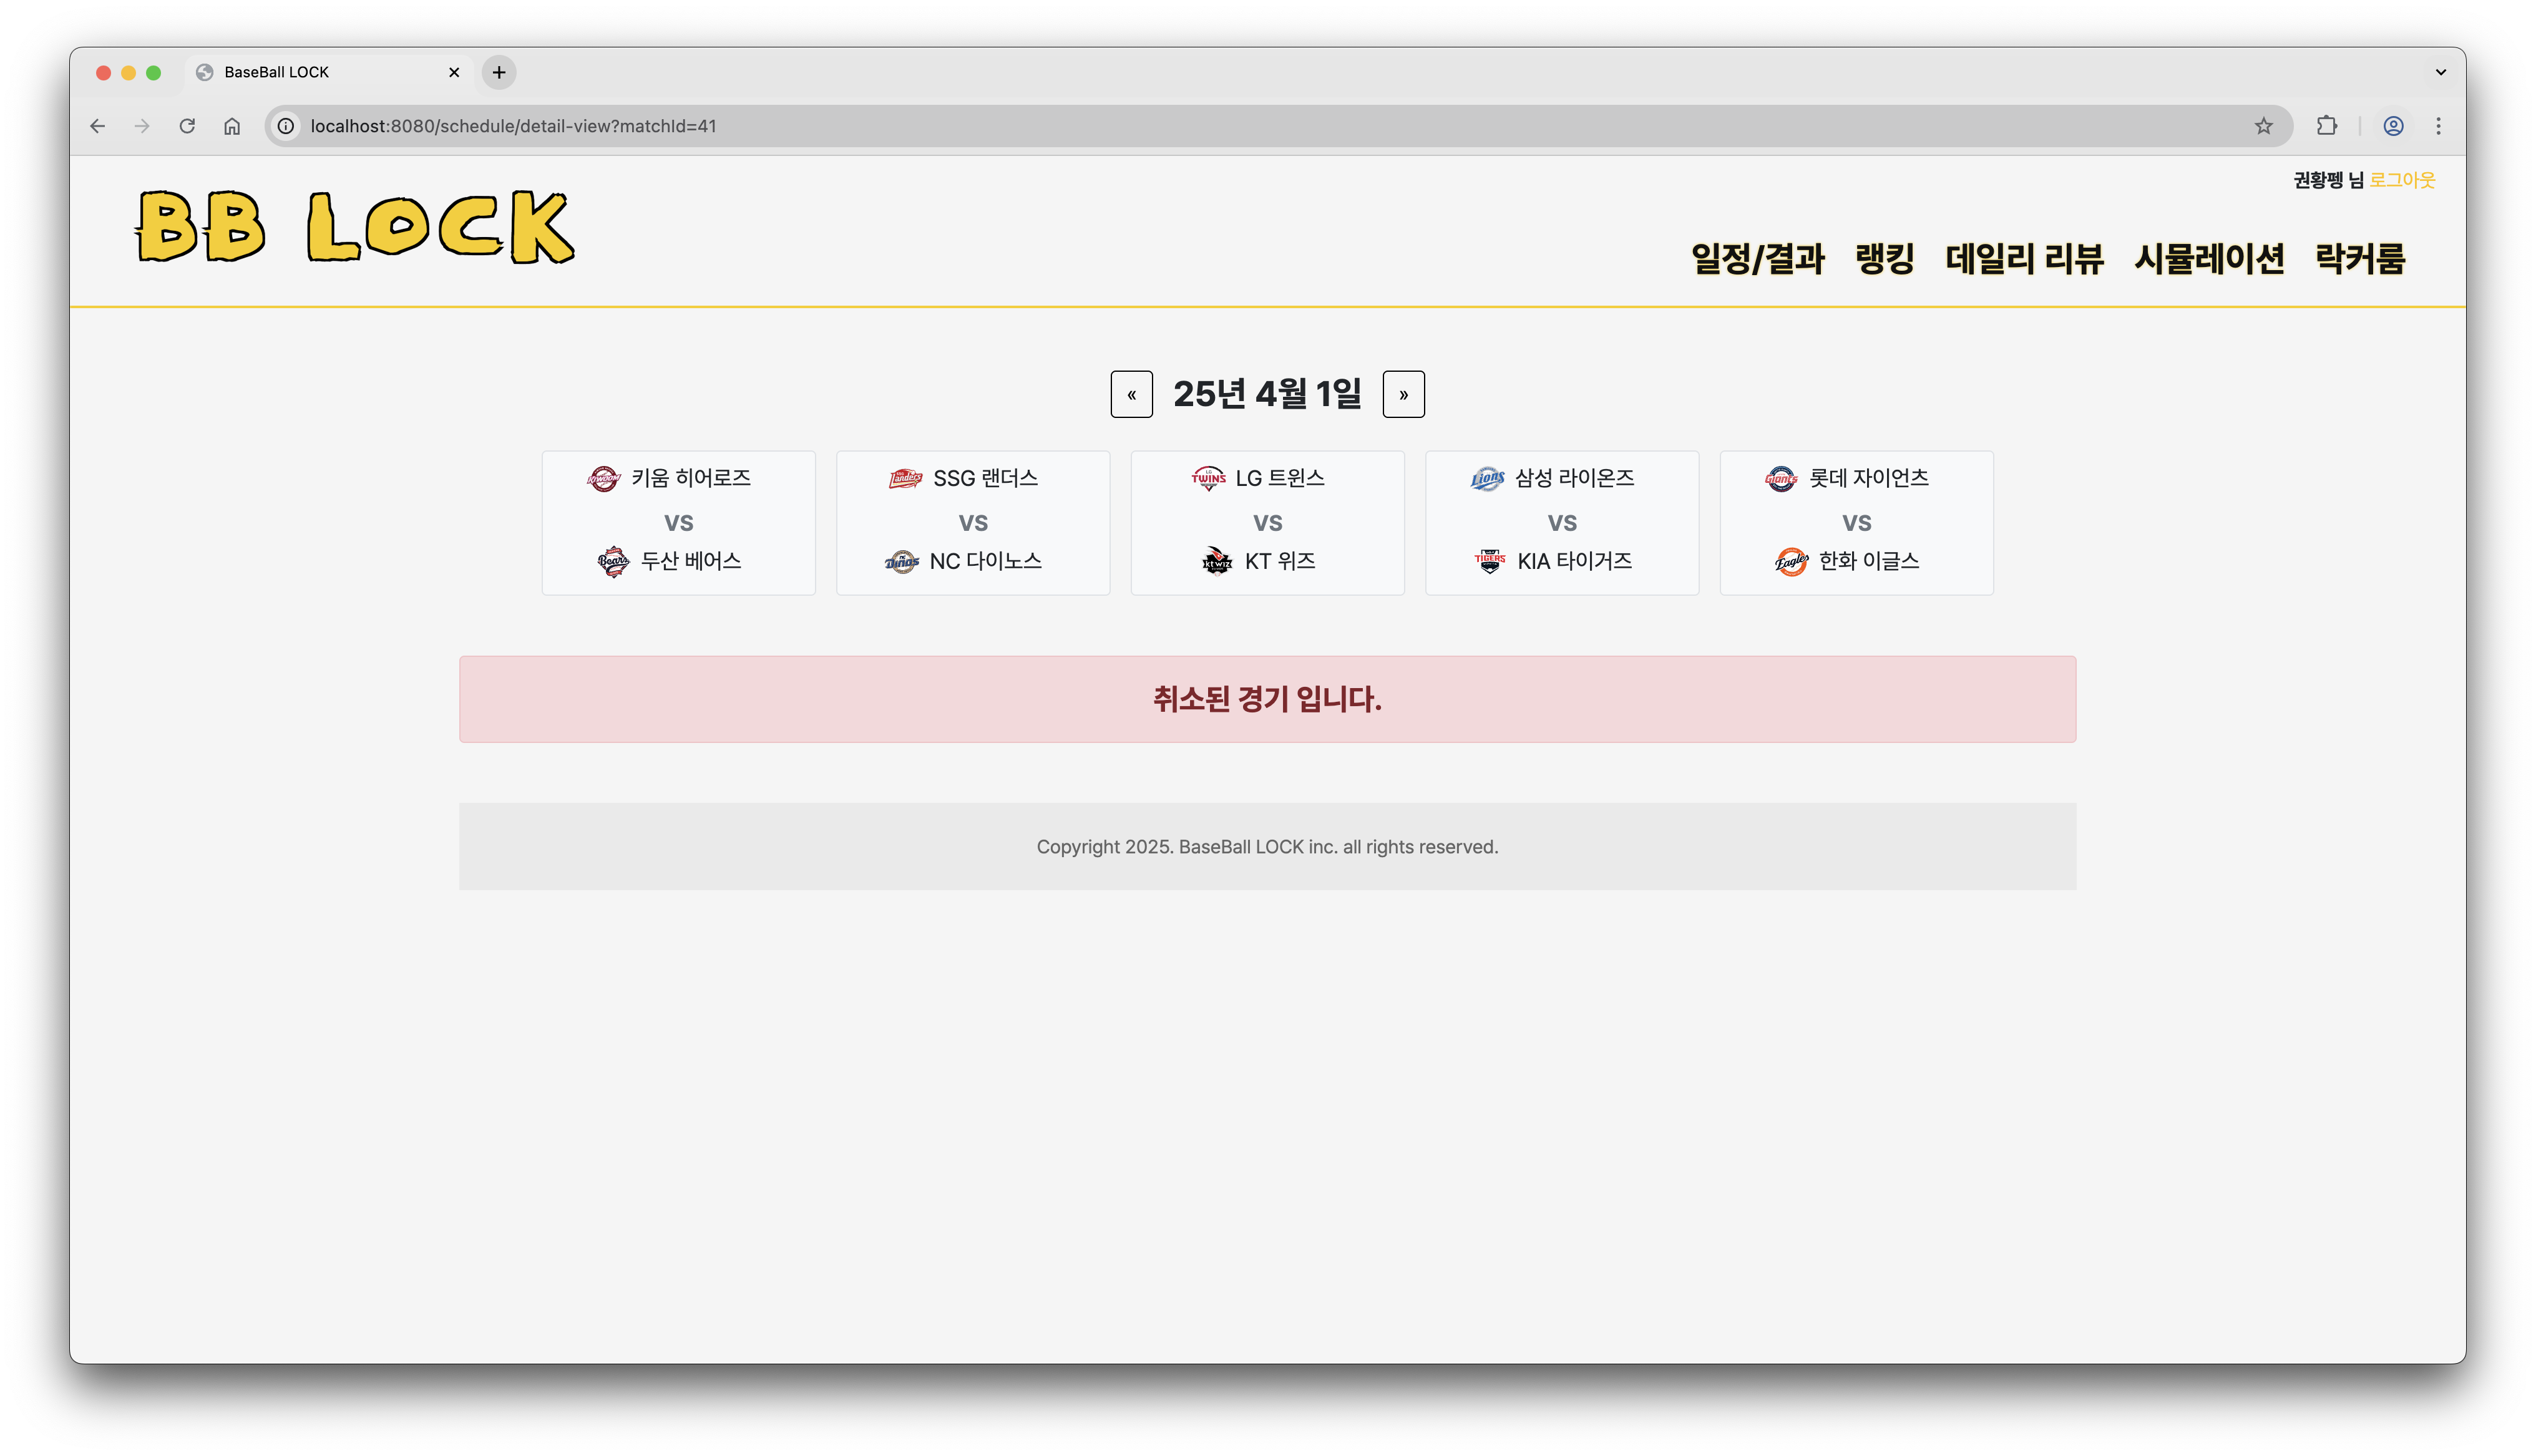 BaseBall LOCK
localhost:8080/schedule/detail-view?matchId=41
권황펭 님 로그아웃
BB LOCK
일정/결과 랭킹 데일리 리뷰 시뮬레이션 락커룸
« 25년 4월 1일 »
키움 히어로즈
VS
두산 베어스
SSG 랜더스
VS
NC 다이노스
LG 트윈스
VS
KT 위즈
삼성 라이온즈
VS
KIA 타이거즈
롯데 자이언츠
VS
한화 이글스
취소된 경기 입니다.
Copyright 2025. BaseBall LOCK inc. all rights reserved.